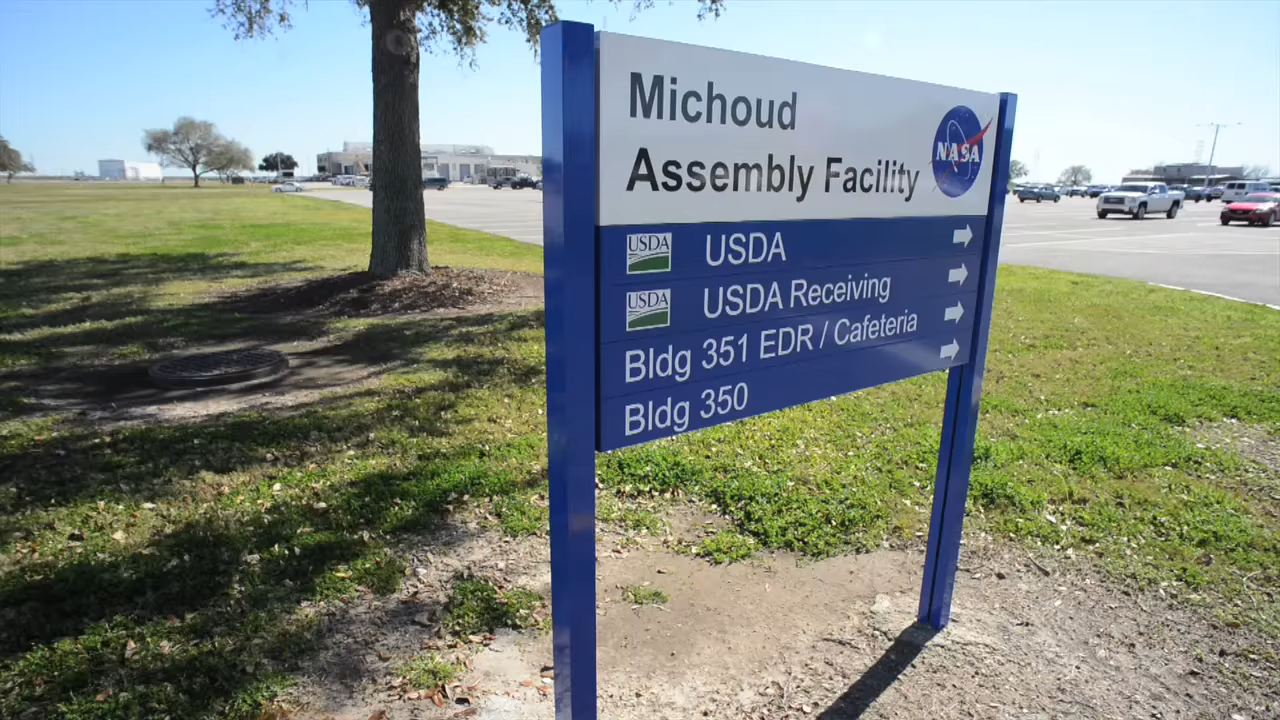 Michoud
Assembly Facility
NASA
USDA USDA
USDA USDA Receiving
Bldg 351 EDR / Cafeteria
Bldg 350